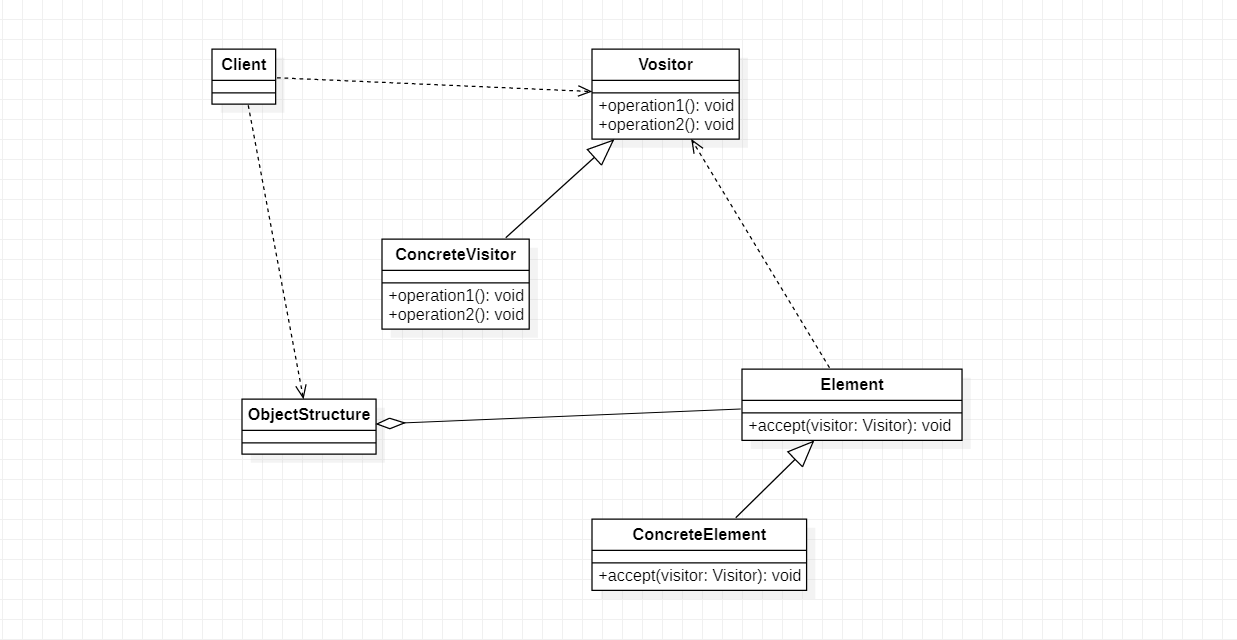 Client
Vositor
+operation1(): void
+operation2(): void
ConcreteVisitor
+operation1(): void
+operation2(): void
Element
+accept(visitor: Visitor): void
ObjectStructure
ConcreteElement
+accept(visitor: Visitor): void